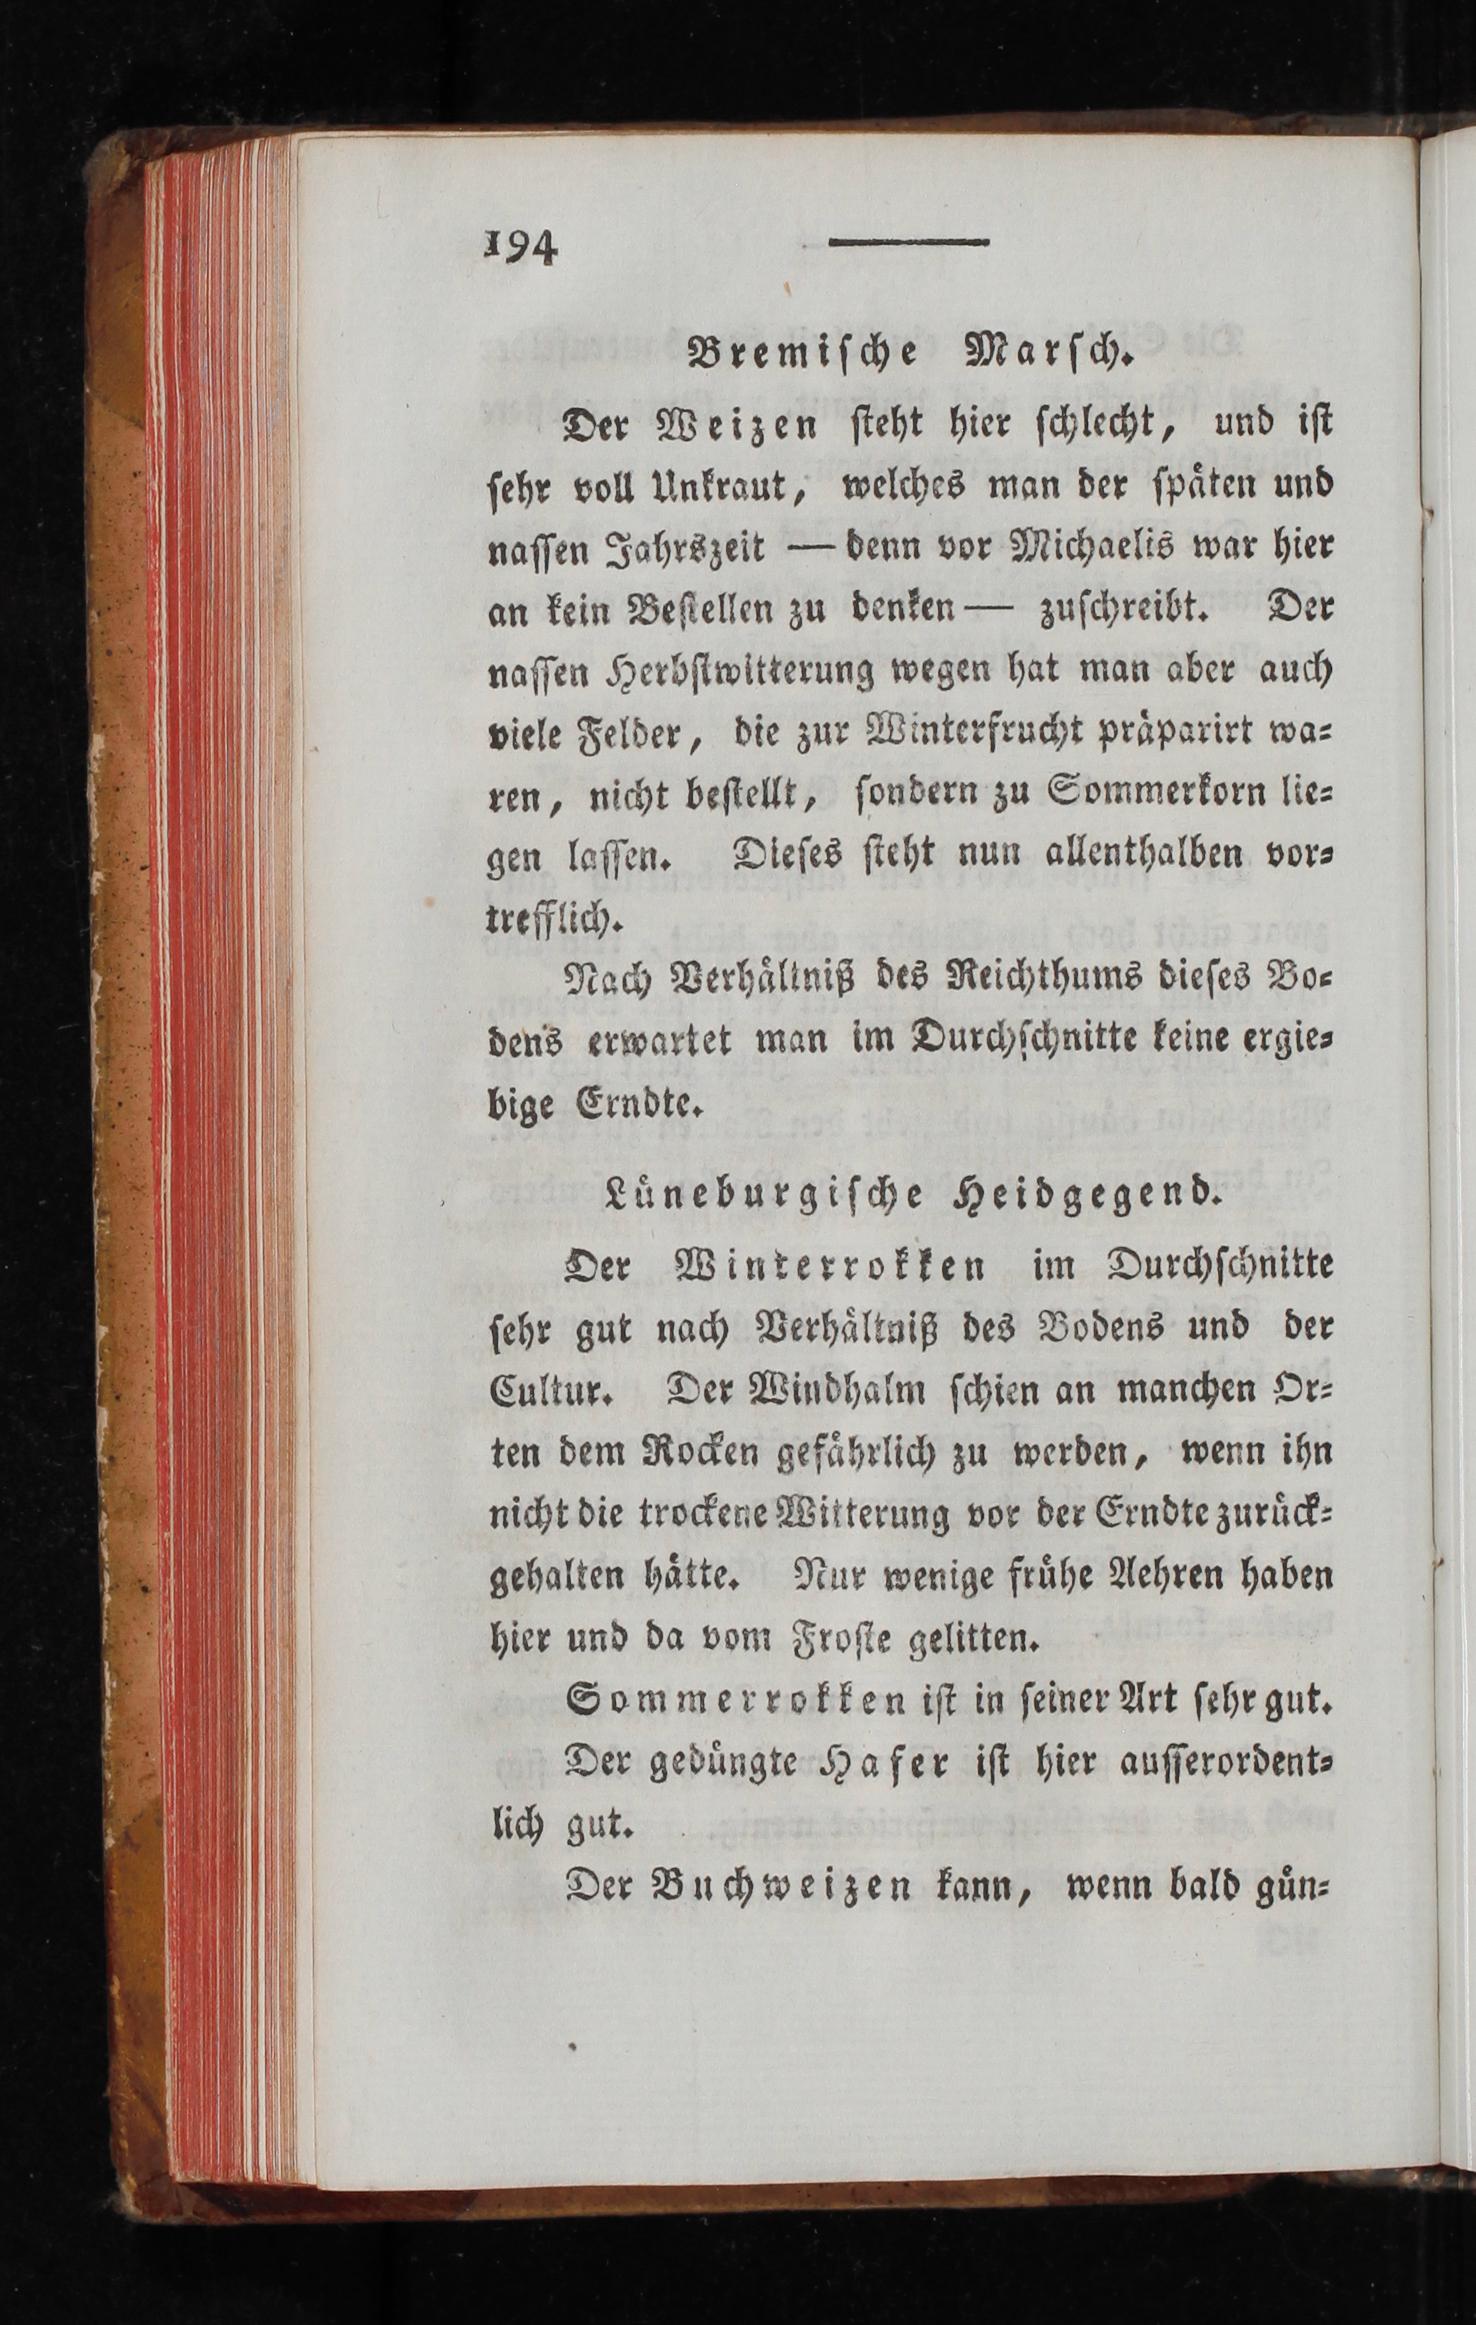 194
Bremische Marsch.
Der Weizen steht hier schlecht, und ist
sehr voll Unkraut, welches man der späten und
nassen Jahrszeit — denn vor Michaelis war hier
an kein Bestellen zu denken — zuschreibt. Der
nassen Herbstwitterung wegen hat man aber auch
viele Felder, die zur Winterfrucht präparirt wa-
ren, nicht bestellt, sondern zu Sommerkorn lie-
gen lassen. Dieses steht nun allenthalben vor-
trefflich.
Nach Verhältniß des Reichthums dieses Bo-
dens erwartet man im Durchschnitte keine ergie-
bige Erndte.
Lüneburgische Heidgegend.
Der Winterrokken im Durchschnitte
sehr gut nach Verhältniß des Bodens und der
Cultur. Der Windhalm schien an manchen Or-
ten dem Rocken gefährlich zu werden, wenn ihn
nicht die trockene Witterung vor der Erndte zurück-
gehalten hätte. Nur wenige frühe Aehren haben
hier und da vom Froste gelitten.
Sommerrokken ist in seiner Art sehr gut.
Der gedüngte Hafer ist hier ausserordent-
lich gut.
Der Buchweizen kann, wenn bald gün-